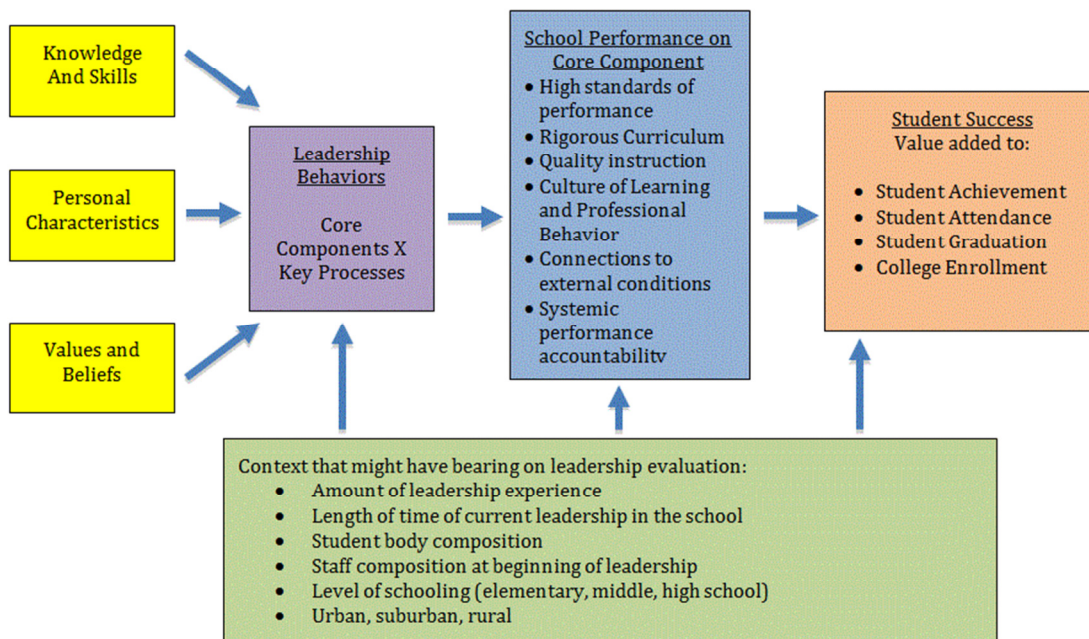 Knowledge
And Skills
Personal
Characteristics
Values and
Beliefs
Leadership
Behaviors
Core
Components X
Key Processes
School Performance on
Core Component
• High standards of
performance
• Rigorous Curriculum
• Quality instruction
• Culture of Learning
and Professional
Behavior
• Connections to
external conditions
• Systemic
performance
accountability
Student Success
Value added to:
• Student Achievement
• Student Attendance
• Student Graduation
• College Enrollment
Context that might have bearing on leadership evaluation:
• Amount of leadership experience
• Length of time of current leadership in the school
• Student body composition
• Staff composition at beginning of leadership
• Level of schooling (elementary, middle, high school)
• Urban, suburban, rural